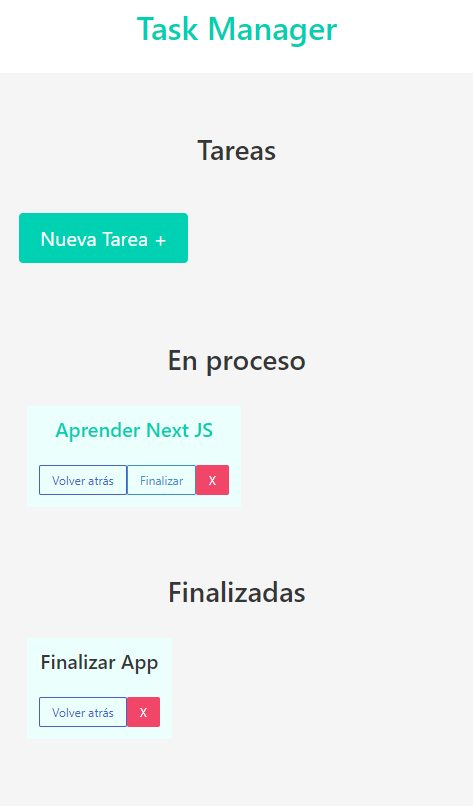 Task Manager
Tareas
Nueva Tarea +
En proceso
Aprender Next JS
Volver atrás Finalizar X
Finalizadas
Finalizar App
Volver atrás X